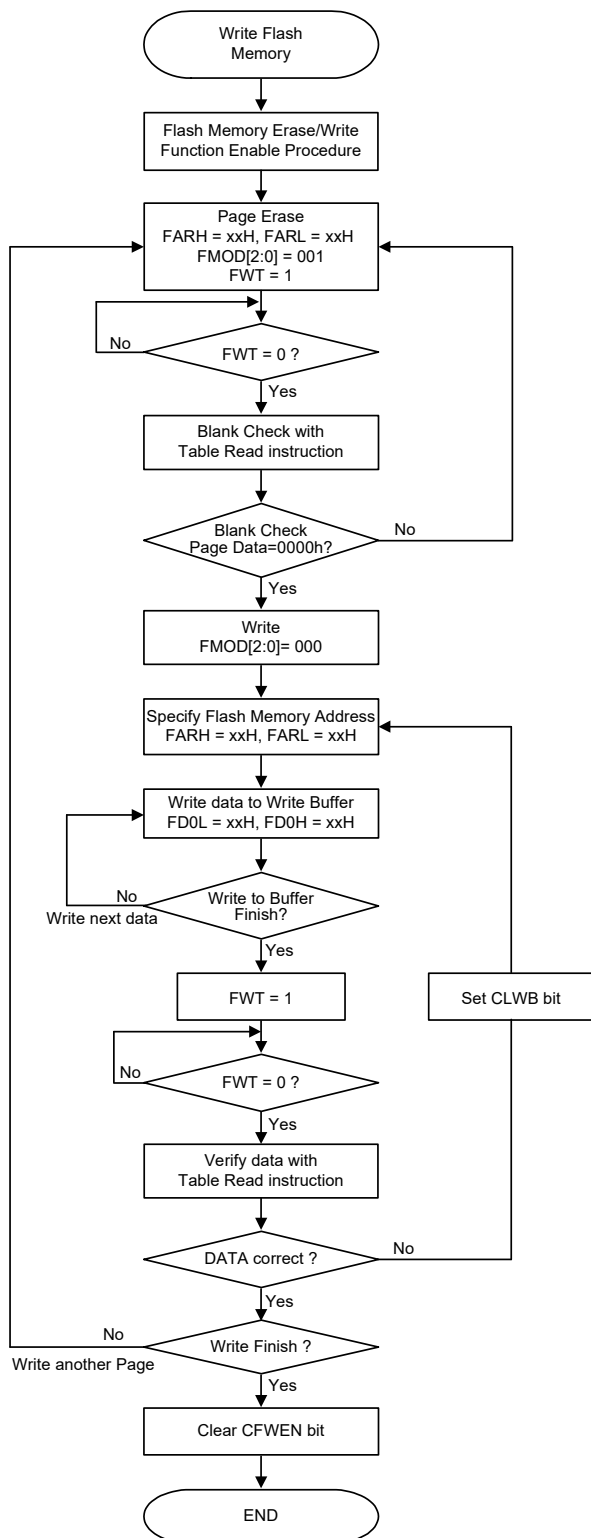 Write Flash
Memory
Flash Memory Erase/Write
Function Enable Procedure
Page Erase
FARH = xxH, FARL = xxH
FMOD[2:0] = 001
FWT = 1
No
FWT = 0 ?
Yes
Blank Check with
Table Read instruction
Blank Check
Page Data=0000h?
No
Yes
Write
FMOD[2:0]= 000
Specify Flash Memory Address
FARH = xxH, FARL = xxH
Write data to Write Buffer
FD0L = xxH, FD0H = xxH
No
Write next data
Write to Buffer
Finish?
Yes
FWT = 1
Set CLWB bit
No
FWT = 0 ?
Yes
Verify data with
Table Read instruction
DATA correct ?
No
Yes
No
Write another Page
Write Finish ?
Yes
Clear CFWEN bit
END